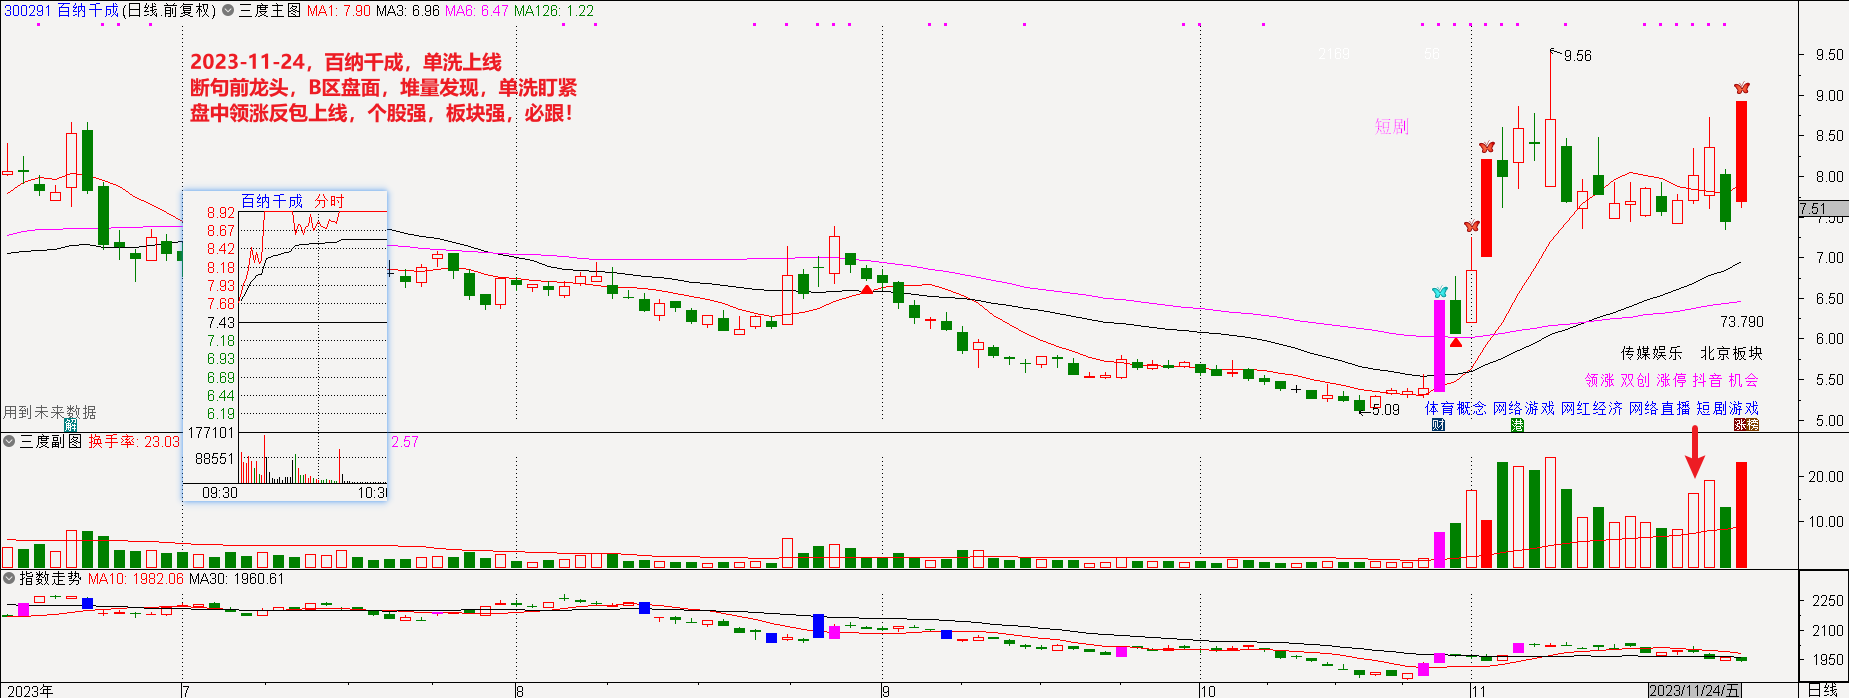 300291 百纳千成(日线.前复权) 三度主图 MA1: 7.90 MA3: 6.96 MA6: 6.47 MA126: 1.22
2023-11-24，百纳千成，单洗上线
断句前龙头，B区盘面，堆量发现，单洗盯紧
盘中领涨反包上线，个股强，板块强，必跟！
2169 56
9.56
短剧
9.50
9.00
8.50
8.00
7.51
7.50
7.00
6.50
6.00
5.50
5.00
百纳千成 分时
8.92
8.67
8.42
8.18
7.93
7.68
7.43
7.18
6.93
6.69
6.44
6.19
177101
88551
09:30 10:30
73.790
传媒娱乐 北京板块
领涨 双创 涨停 抖音 机会
体育概念 网络游戏 网红经济 网络直播 短剧游戏
5.09
用到未来数据
解
财
港
涨榜
三度副图 换手率: 23.03
2.57
20.00
10.00
指数走势 MA10: 1982.06 MA30: 1960.61
2250
2100
1950
2023年 7 8 9 10 11 2023/11/24/五 日线